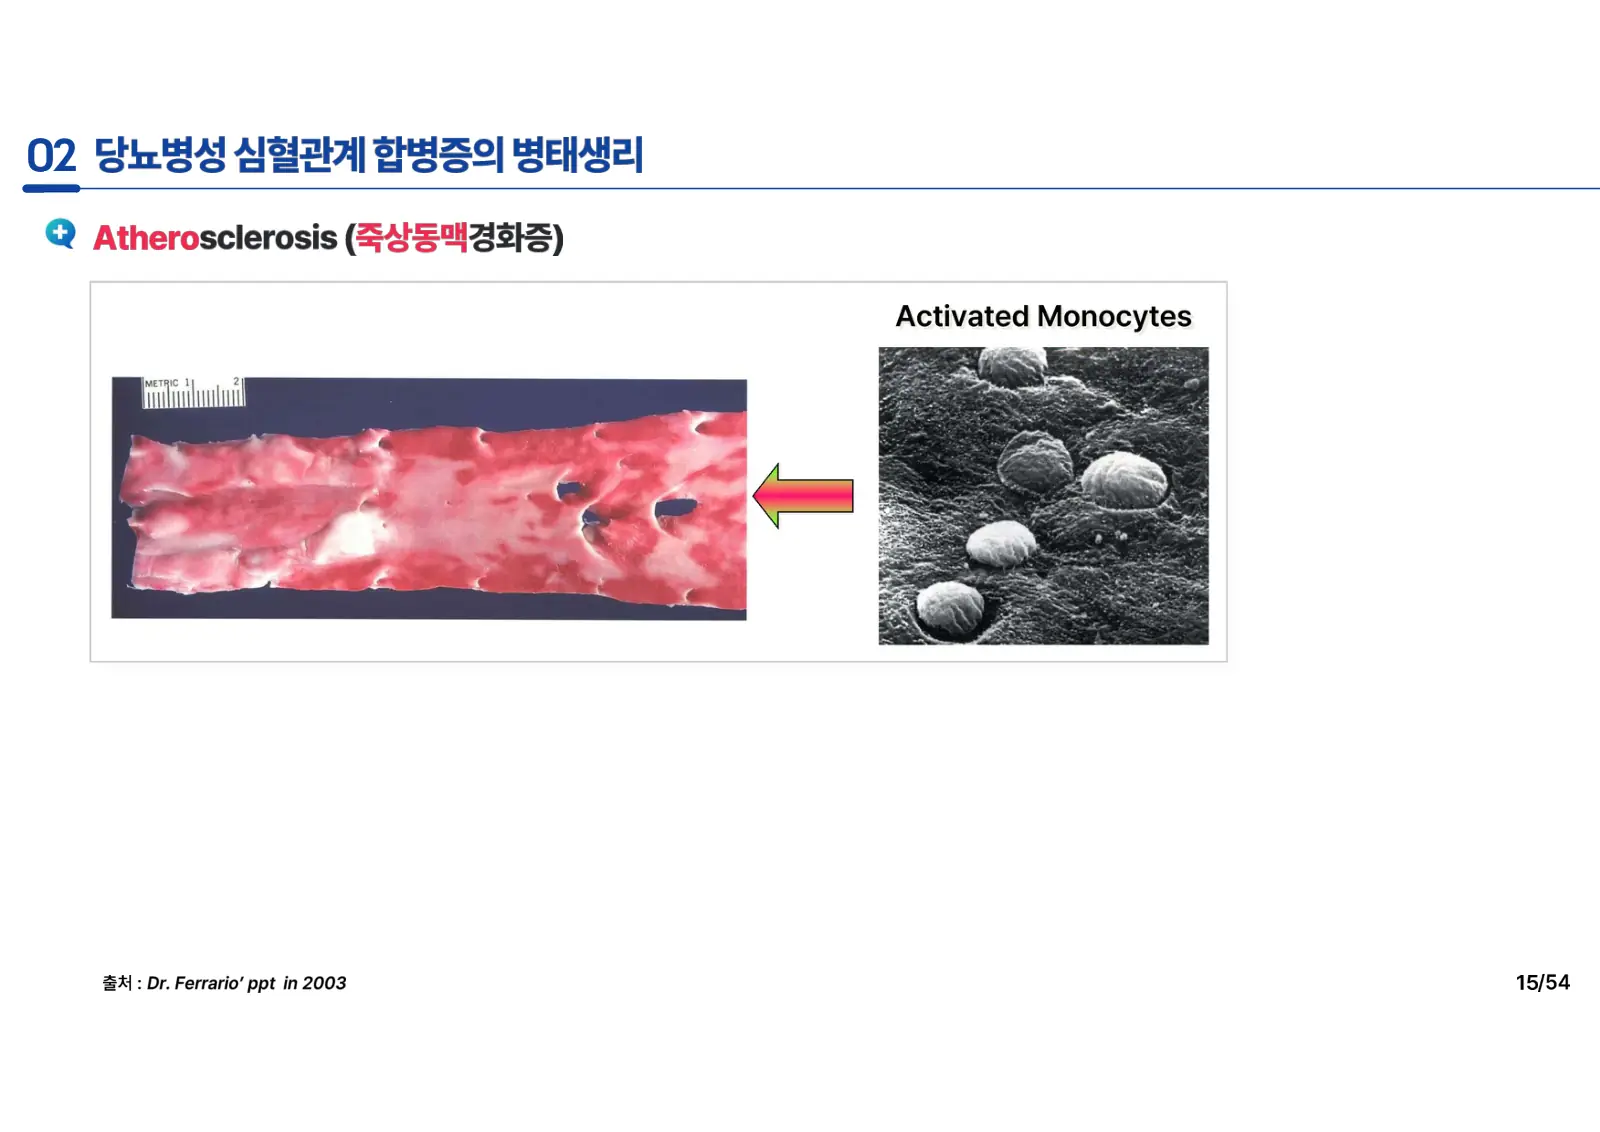 02 당뇨병성 심혈관계 합병증의 병태생리
Atherosclerosis (죽상동맥경화증)
Activated Monocytes
METRIC 1 2
출처 : Dr. Ferrario’ ppt in 2003
15/54